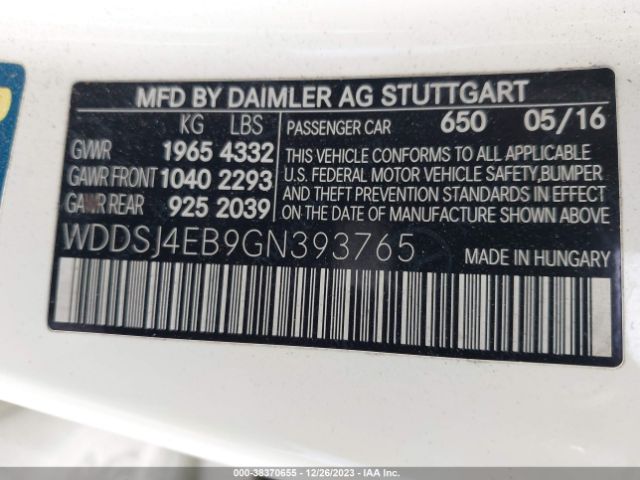 MFD BY DAIMLER AG STUTTGART
KG LBS
GVWR 1965 4332
GAWR FRONT 1040 2293
GAWR REAR 925 2039
PASSENGER CAR 650 05/16
THIS VEHICLE CONFORMS TO ALL APPLICABLE
U.S. FEDERAL MOTOR VEHICLE SAFETY,BUMPER
AND THEFT PREVENTION STANDARDS IN EFFECT
ON THE DATE OF MANUFACTURE SHOWN ABOVE.
WDDSJ4EB9GN393765
MADE IN HUNGARY
000-38370655 - 12/26/2023 - IAA Inc.